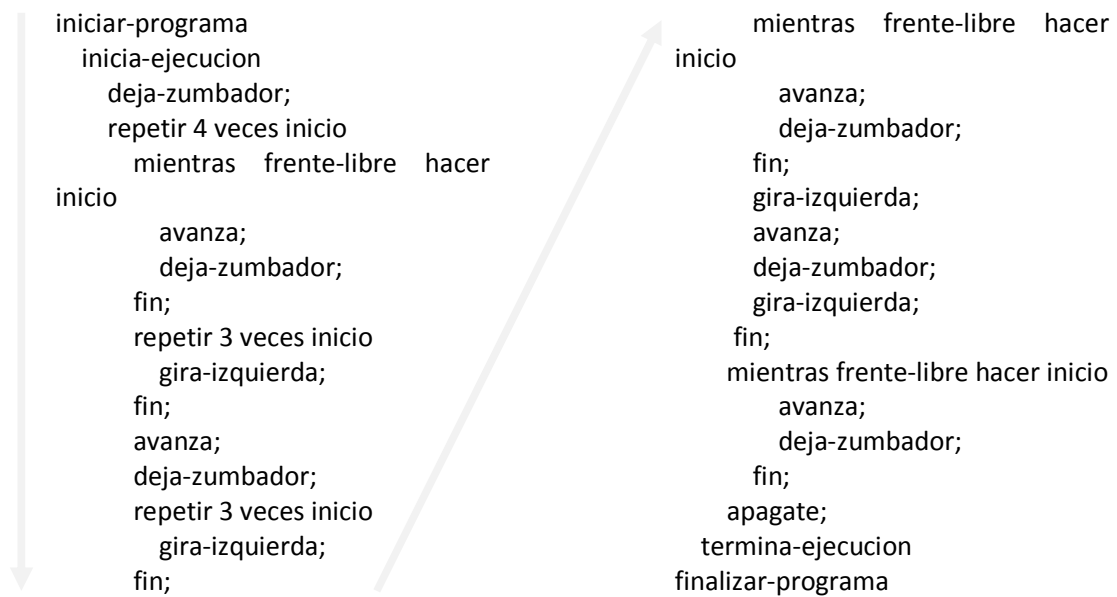 iniciar-programa
inicia-ejecucion
deja-zumbador;
repetir 4 veces inicio
mientras frente-libre hacer
inicio
avanza;
deja-zumbador;
fin;
repetir 3 veces inicio
gira-izquierda;
fin;
avanza;
deja-zumbador;
repetir 3 veces inicio
gira-izquierda;
fin;
mientras frente-libre hacer
inicio
avanza;
deja-zumbador;
fin;
gira-izquierda;
avanza;
deja-zumbador;
gira-izquierda;
fin;
mientras frente-libre hacer inicio
avanza;
deja-zumbador;
fin;
apagate;
termina-ejecucion
finalizar-programa